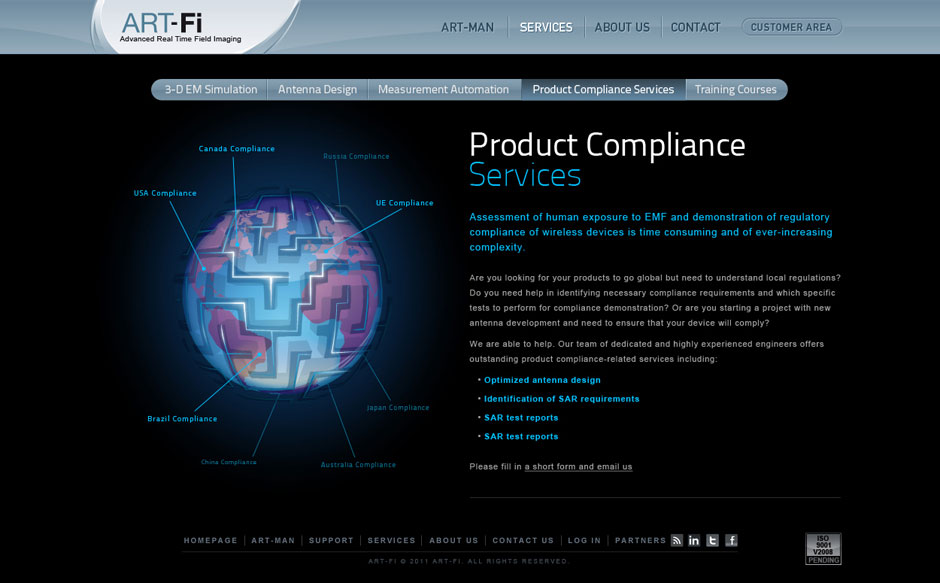 ART-Fi
Advanced Real Time Field Imaging
ART-MAN
SERVICES
ABOUT US
CONTACT
CUSTOMER AREA
3-D EM Simulation
Antenna Design
Measurement Automation
Product Compliance Services
Training Courses
Canada Compliance
Russia Compliance
USA Compliance
UE Compliance
Brazil Compliance
Japan Compliance
China Compliance
Australia Compliance
Product Compliance
Services
Assessment of human exposure to EMF and demonstration of regulatory
compliance of wireless devices is time consuming and of ever-increasing
complexity.
Are you looking for your products to go global but need to understand local regulations?
Do you need help in identifying necessary compliance requirements and which specific
tests to perform for compliance demonstration? Or are you starting a project with new
antenna development and need to ensure that your device will comply?
We are able to help. Our team of dedicated and highly experienced engineers offers
outstanding product compliance-related services including:
• Optimized antenna design
• Identification of SAR requirements
• SAR test reports
• SAR test reports
Please fill in a short form and email us
HOMEPAGE | ART-MAN | SUPPORT | SERVICES | ABOUT US | CONTACT US | LOG IN | PARTNERS
in t f
ART-FI © 2011 ART-FI. ALL RIGHTS RESERVED.
ISO
9001
V2008
PENDING